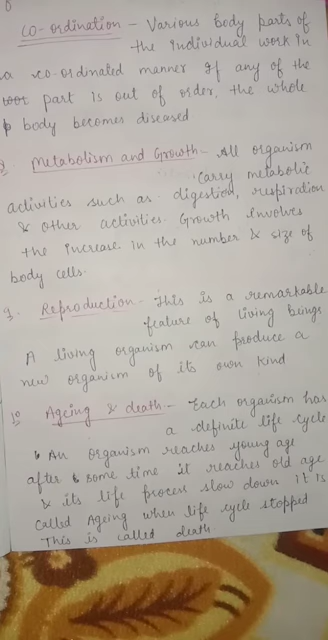 CO-Ordination - Various body parts of
the individual work in
a co-ordinated manner If any of the
part is out of order, the whole
body becomes diseased
Metabolism and Growth - All organism
carry metabolic
activities such as digestion, respiration
& other activities. Growth involves
the increase in the number & size of
body cells.
9. Reproduction - This is a remarkable
feature of living beings
A living organism can produce a
new organism of its own kind
10 Ageing & death - Each organism has
a definite life cycle
An organism reaches young age
after some time it reaches old age
& its life process slow down it is
called Ageing when life cycle stopped
This is called death